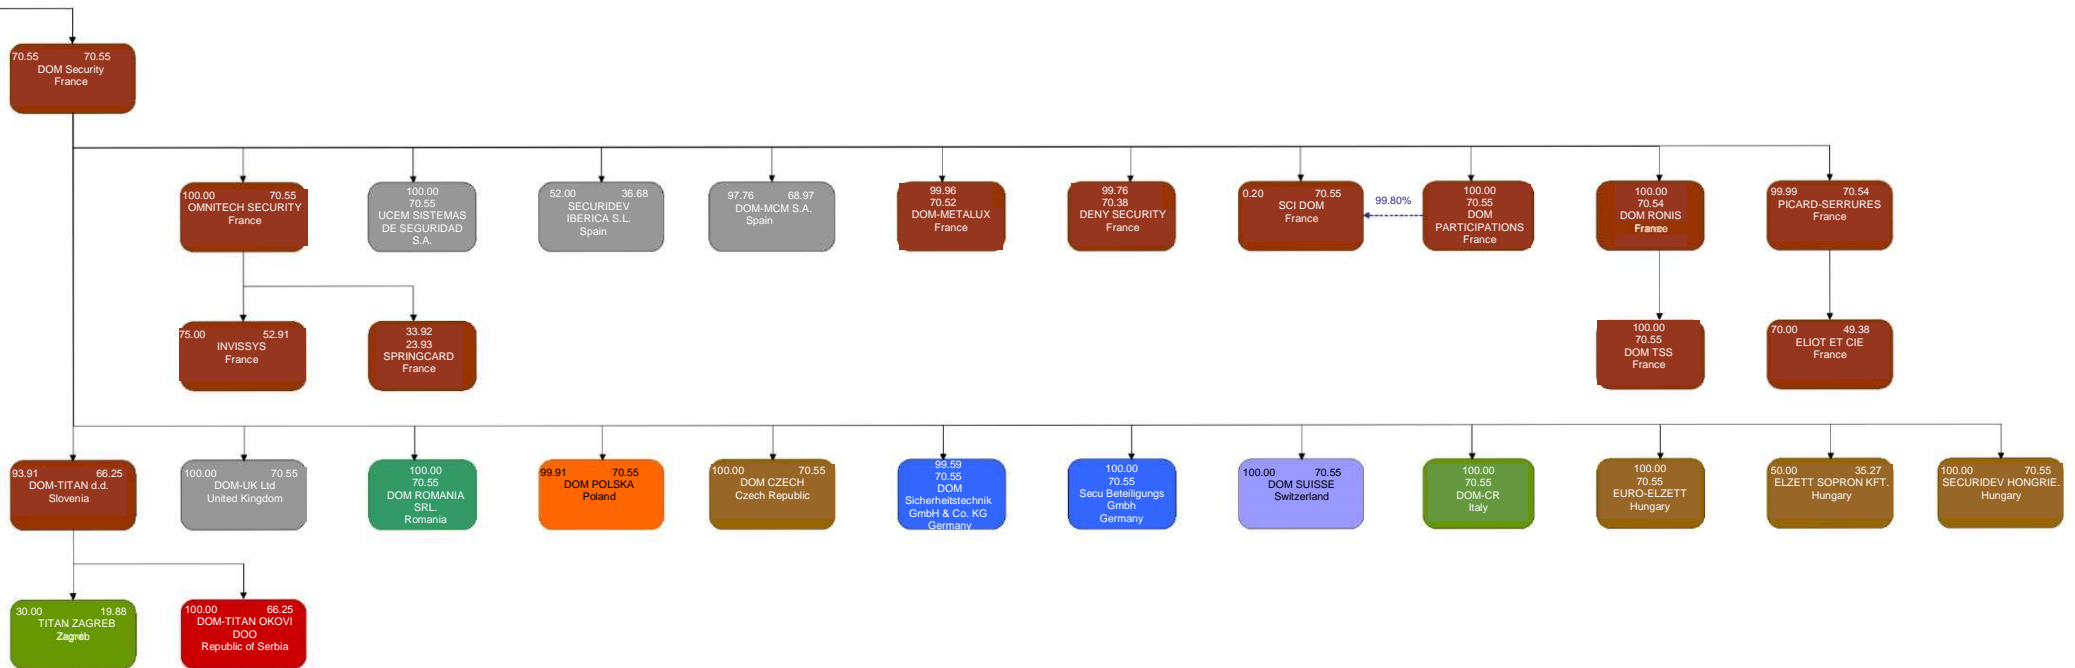 70.55 70.55
DOM Security
France
100.00 70.55
OMNITECH SECURITY
France
100.00
70.55
UCEM SISTEMAS
DE SEGURIDAD
S.A.
52.00 36.68
SECURIDEV
IBERICA S.L.
Spain
97.76 68.97
DOM-MCM S.A.
Spain
99.96
70.52
DOM-METALUX
France
99.76
70.38
DENY SECURITY
France
0.20 70.55
SCI DOM
France
99.80%
100.00
70.55
DOM
PARTICIPATIONS
France
100.00
70.54
DOM RONIS
France
99.99 70.54
PICARD-SERRURES
France
75.00 52.91
INVISSYS
France
33.92
23.93
SPRINGCARD
France
100.00
70.55
DOM TSS
France
70.00 49.38
ELIOT ET CIE
France
93.91 66.25
DOM-TITAN d.d.
Slovenia
100.00 70.55
DOM-UK Ltd
United Kingdom
100.00
70.55
DOM ROMANIA
SRL.
Romania
99.91 70.55
DOM POLSKA
Poland
100.00 70.55
DOM CZECH
Czech Republic
99.59
70.55
DOM
Sicherheitstechnik
GmbH & Co. KG
Germany
100.00
70.55
Secu Beteiligungs
Gmbh
Germany
100.00 70.55
DOM SUISSE
Switzerland
100.00
70.55
DOM-CR
Italy
100.00
70.55
EURO-ELZETT
Hungary
50.00 35.27
ELZETT SOPRON KFT.
Hungary
100.00 70.55
SECURIDEV HONGRIE.
Hungary
30.00 19.88
TITAN ZAGREB
Zagreb
100.00 66.25
DOM-TITAN OKOVI
DOO
Republic of Serbia